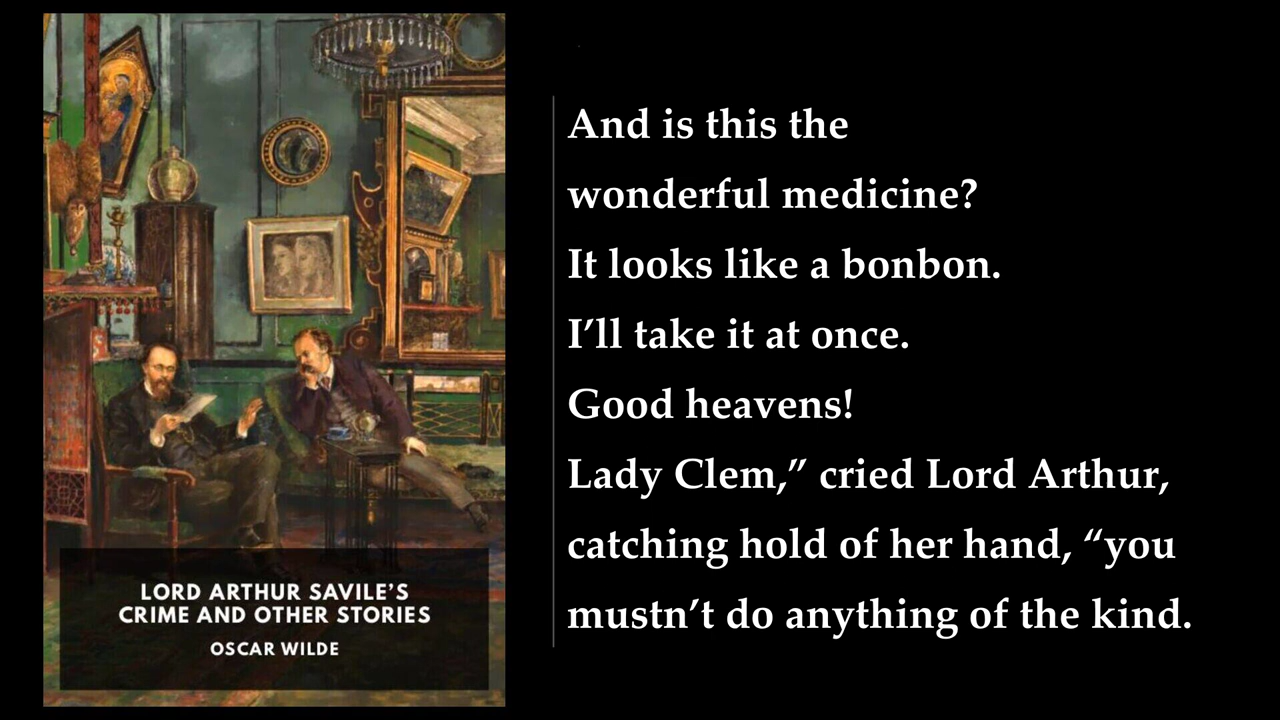 LORD ARTHUR SAVILE’S
CRIME AND OTHER STORIES
OSCAR WILDE
And is this the
wonderful medicine?
It looks like a bonbon.
I’ll take it at once.
Good heavens!
Lady Clem,” cried Lord Arthur,
catching hold of her hand, “you
mustn’t do anything of the kind.